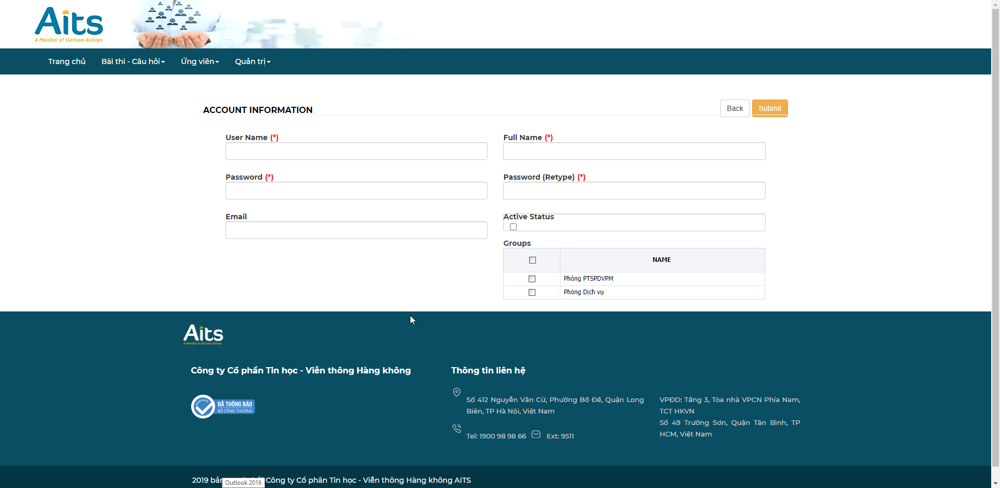 Aits
A Member of Vietnam Airlines
Trang chủ Bài thi - Câu hỏi Ứng viên Quản trị
ACCOUNT INFORMATION
Back Submit
User Name (*)
Full Name (*)
Password (*)
Password (Retype) (*)
Email
Active Status
Groups
NAME
Phòng PTSPDVPM
Phòng Dịch vụ
Aits
A Member of Vietnam Airlines
Công ty Cổ phần Tin học - Viễn thông Hàng không
ĐÃ THÔNG BÁO
BỘ CÔNG THƯƠNG
Thông tin liên hệ
Số 412 Nguyễn Văn Cừ, Phường Bồ Đề, Quận Long
Biên, TP Hà Nội, Việt Nam
Tel: 1900 98 98 66 Ext: 9511
VPĐD: Tầng 3, Tòa nhà VPCN Phía Nam,
TCT HKVN
Số 49 Trường Sơn, Quận Tân Bình, TP
HCM, Việt Nam
2019 Công ty Cổ phần Tin học - Viễn thông Hàng không AITS
Outlook 2016